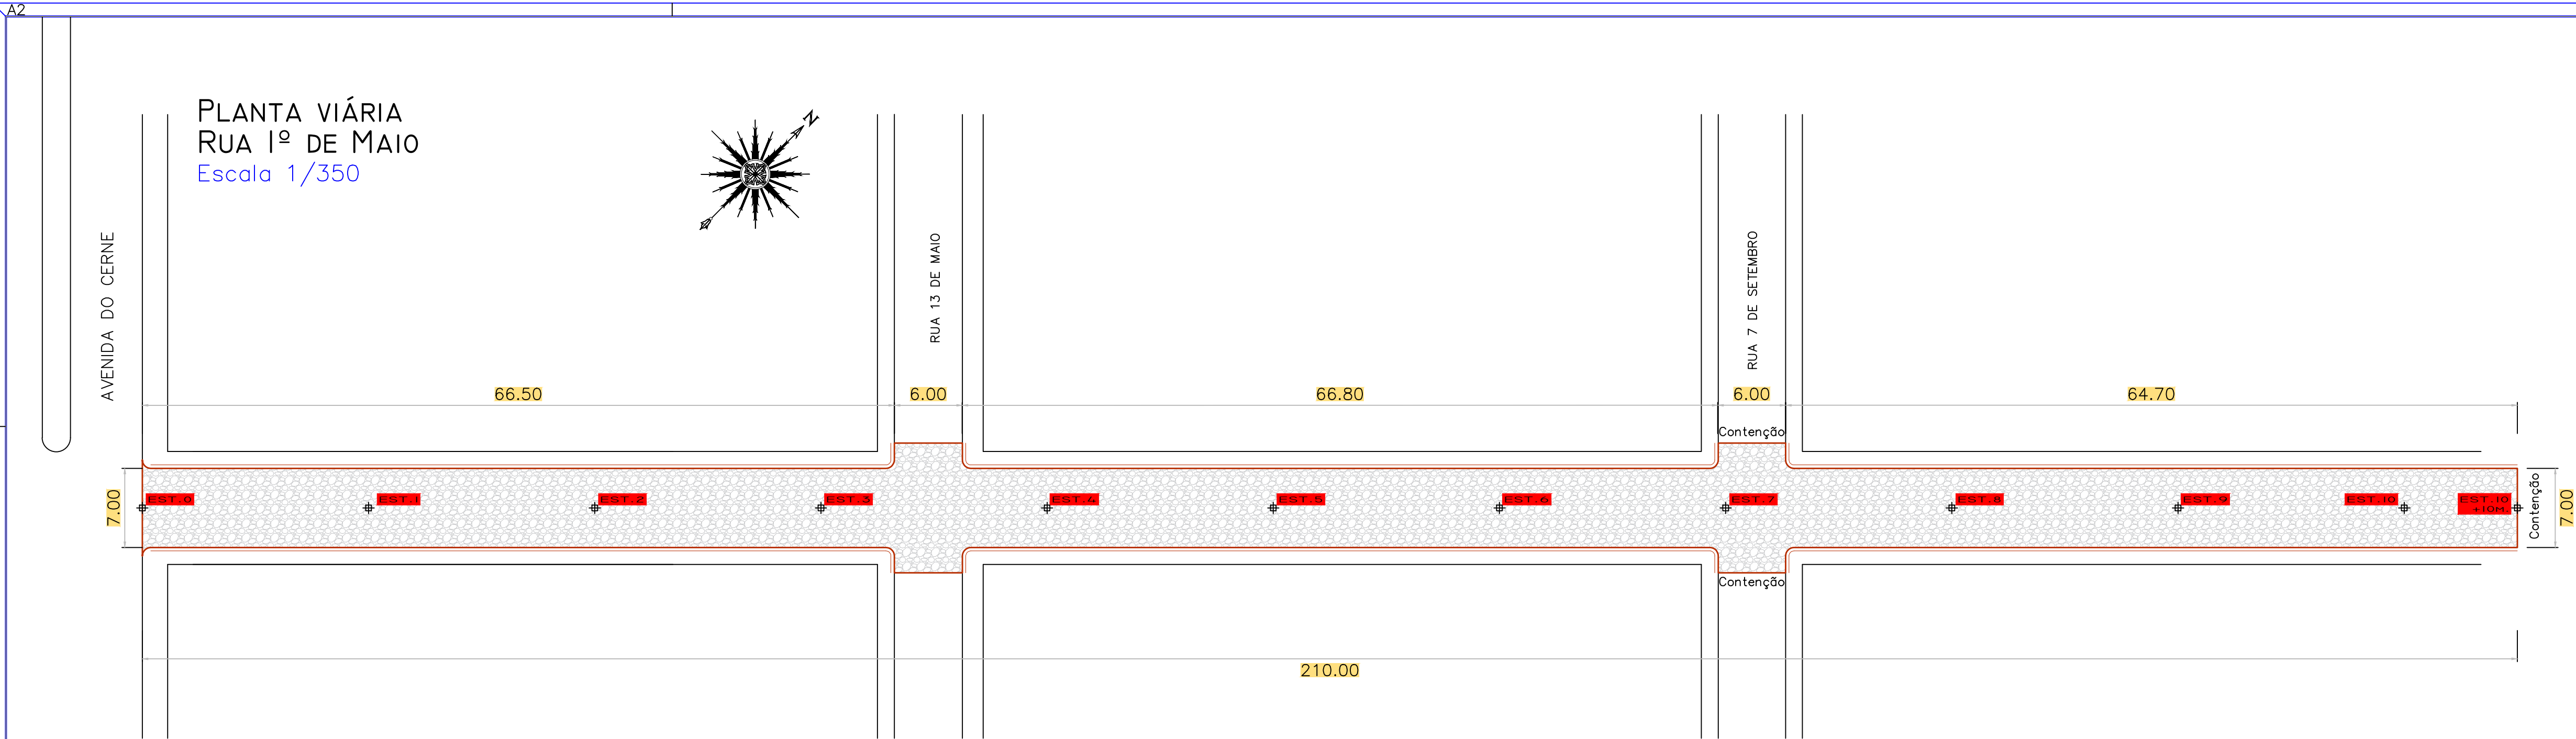 A2
PLANTA VIÁRIA
RUA 1º DE MAIO
Escala 1/350
N
AVENIDA DO CERNE
RUA 13 DE MAIO
RUA 7 DE SETEMBRO
66.50
6.00
66.80
6.00
64.70
Contenção
7.00
EST.0
EST.1
EST.2
EST.3
EST.4
EST.5
EST.6
EST.7
EST.8
EST.9
EST.10
EST.10
+10M
Contenção
7.00
Contenção
210.00